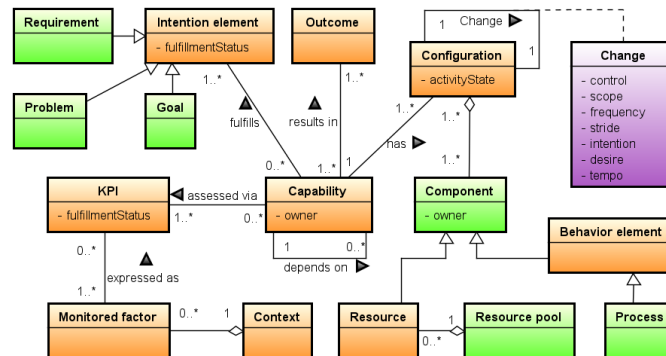 Requirement
Intention element
- fulfillmentStatus
Outcome
Change
1
1
Configuration
- activityState
Change
- control
- scope
- frequency
- stride
- intention
- desire
- tempo
Problem
Goal
1..*
1..*
1..*
1..*
fulfills
results in
has
0..*
1..*
1
1..*
KPI
- fulfillmentStatus
assessed via
1..*
0..*
Capability
- owner
1
0..*
depends on
Component
- owner
Behavior element
0..*
expressed as
1..*
Monitored factor
0..*
1
Context
Resource
1
0..*
Resource pool
Process